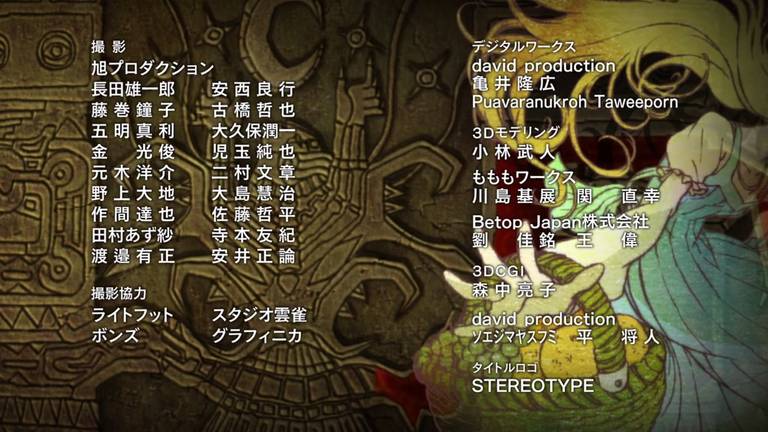 撮影
旭プロダクション
長田雄一郎 安西良行
藤巻鐘子 古橋哲也
五明真利 大久保潤一
金 光俊 児玉純也
元木洋介 二村文章
野上大地 大島慧治
作間達也 佐藤哲平
田村あず紗 寺本友紀
渡邉有正 安井正論
撮影協力
ライトフット スタジオ雲雀
ボンズ グラフィニカ
デジタルワークス
david production
亀井隆広
Puavaranukroh Taweeporn
3Dモデリング
小林武人
もももワークス
川島基展 関 直幸
Betop Japan株式会社
劉 佳銘 王 偉
3DCGI
森中亮子
david production
ソエジマヤスフミ 平 将人
タイトルロゴ
STEREOTYPE